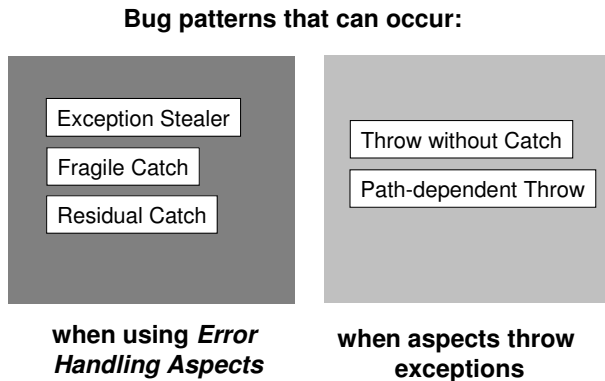 Bug patterns that can occur:
Exception Stealer
Fragile Catch
Residual Catch
when using Error
Handling Aspects
Throw without Catch
Path-dependent Throw
when aspects throw
exceptions